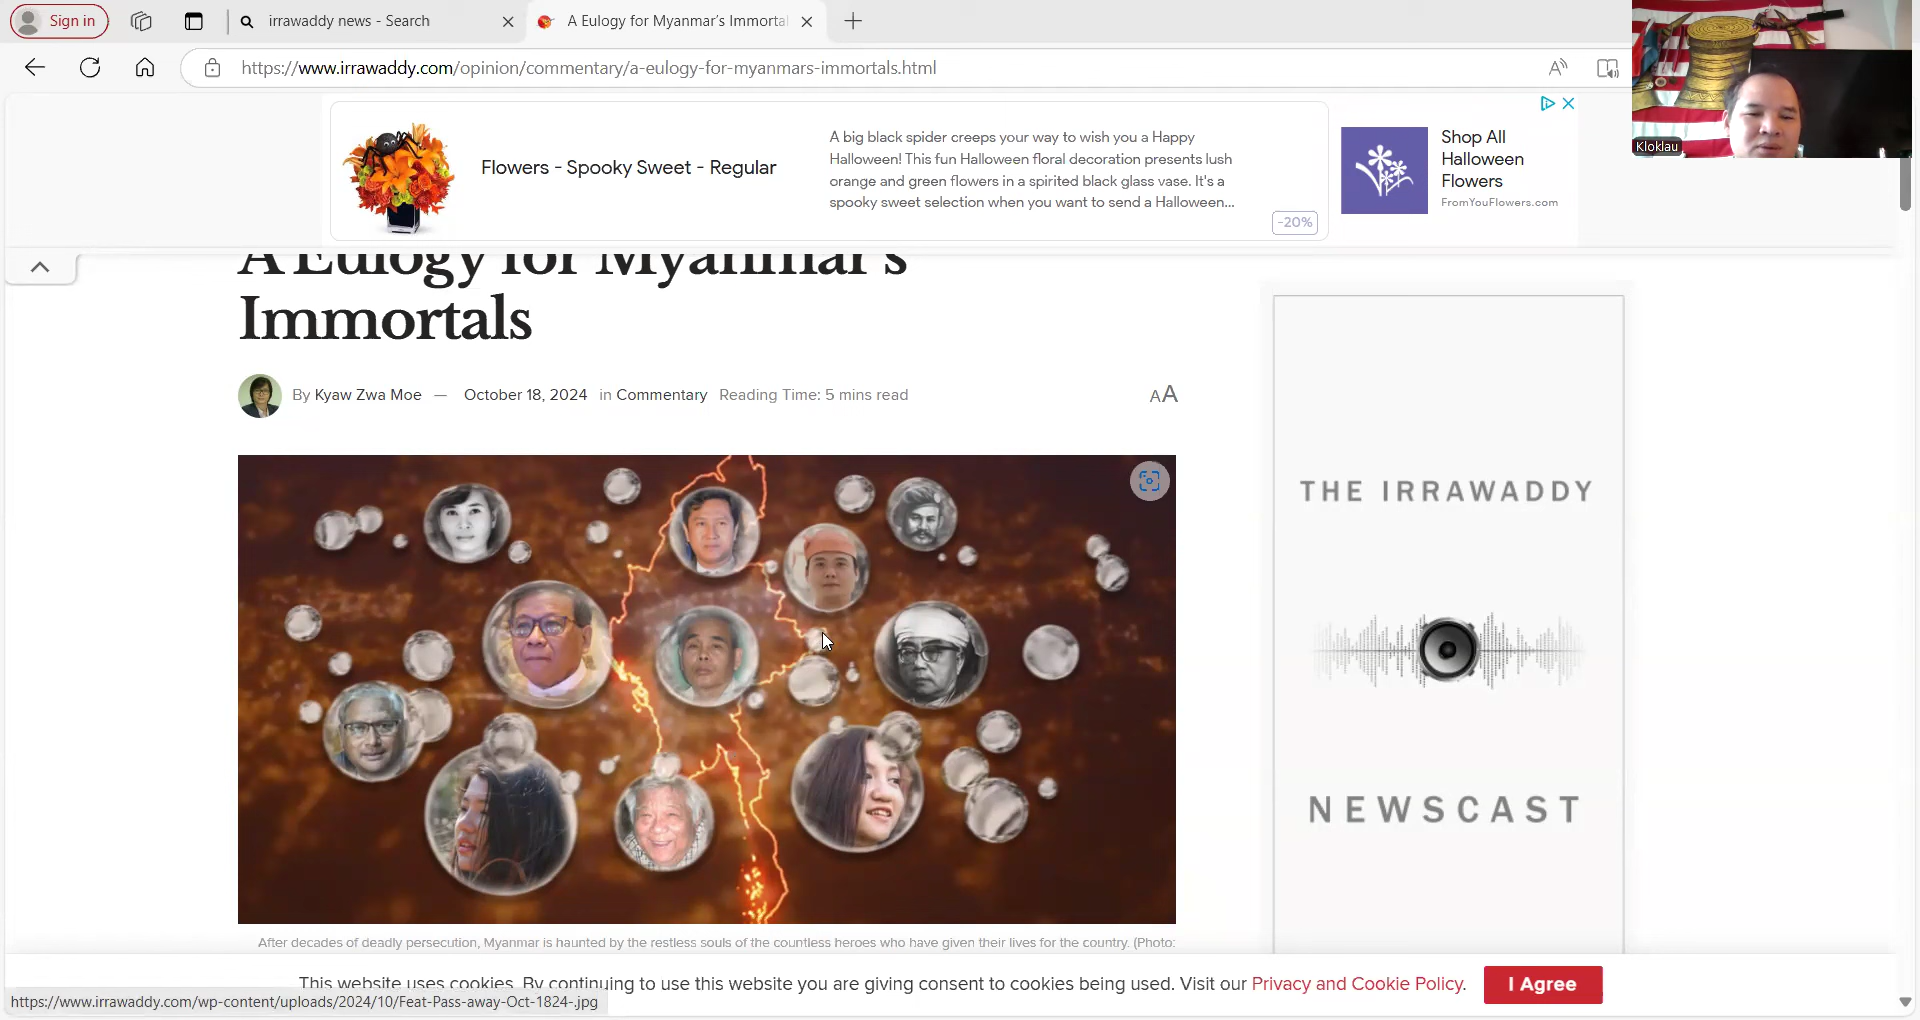 Sign in
irrawaddy news - Search
A Eulogy for Myanmar's Immortal
https://www.irrawaddy.com/opinion/commentary/a-eulogy-for-myanmars-immortals.html
Kloklau
Flowers - Spooky Sweet - Regular
A big black spider creeps your way to wish you a Happy
Halloween! This fun Halloween floral decoration presents lush
orange and green flowers in a spirited black glass vase. It's a
spooky sweet selection when you want to send a Halloween...
-20%
Shop All
Halloween
Flowers
FromYouFlowers.com
A Eulogy for Myanmar's
Immortals
By Kyaw Zwa Moe — October 18, 2024 in Commentary Reading Time: 5 mins read
AA
THE IRRAWADDY
NEWSCAST
After decades of deadly persecution, Myanmar is haunted by the restless souls of the countless heroes who have given their lives for the country. (Photo:
This website uses cookies. By continuing to use this website you are giving consent to cookies being used. Visit our Privacy and Cookie Policy.
I Agree
https://www.irrawaddy.com/wp-content/uploads/2024/10/Feat-Pass-away-Oct-1824-.jpg